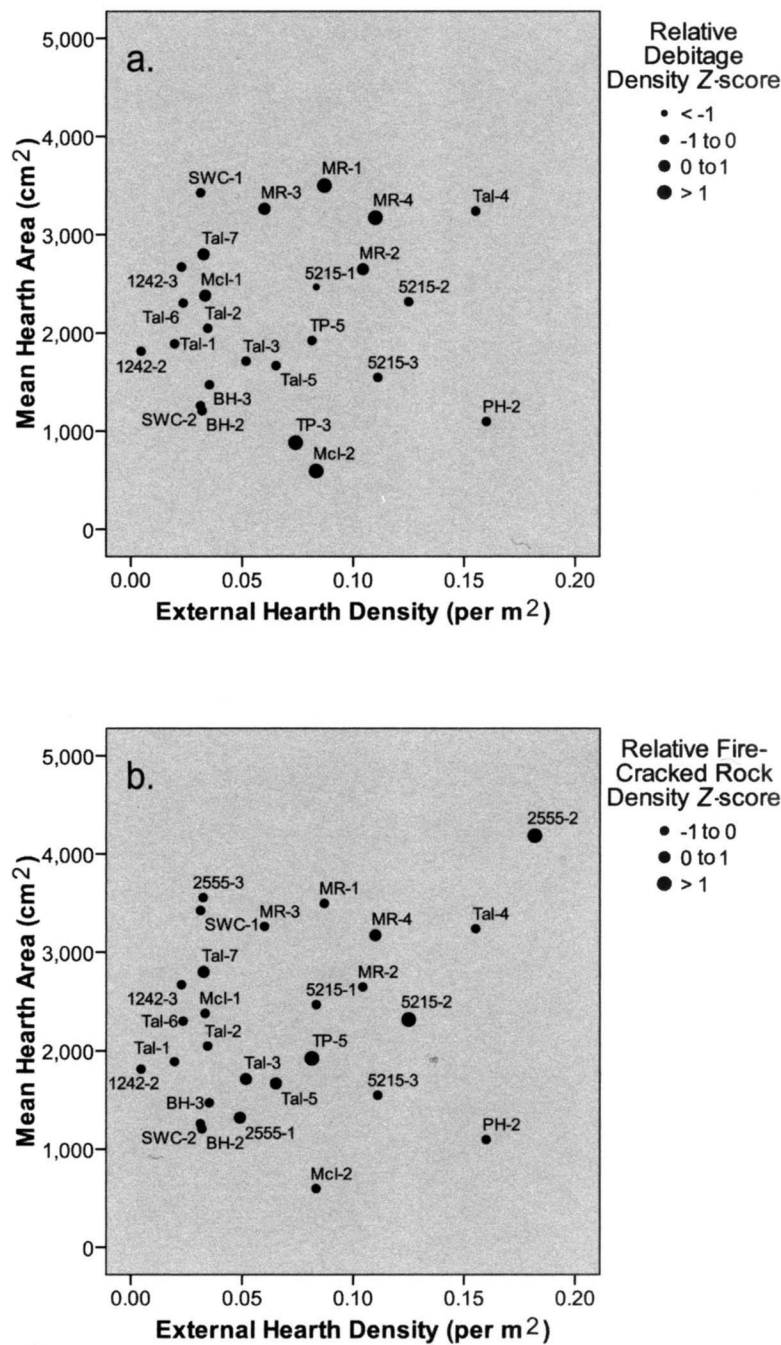 a.
Relative
Debitage
Density Z-score
< -1
-1 to 0
0 to 1
> 1
Mean Hearth Area (cm²)
5,000
4,000
3,000
2,000
1,000
0
SWC-1
MR-3
MR-1
MR-4
Tal-4
Tal-7
1242-3
Mcl-1
MR-2
5215-1
5215-2
Tal-6
Tal-2
1242-2
Tal-1
Tal-3
TP-5
Tal-5
5215-3
BH-3
SWC-2
BH-2
TP-3
PH-2
Mcl-2
0.00 0.05 0.10 0.15 0.20
External Hearth Density (per m²)
b.
Relative Fire-
Cracked Rock
Density Z-score
-1 to 0
0 to 1
> 1
Mean Hearth Area (cm²)
5,000
4,000
3,000
2,000
1,000
0
2555-2
2555-3
SWC-1
MR-3
MR-1
MR-4
Tal-4
Tal-7
1242-3
Mcl-1
MR-2
5215-1
5215-2
Tal-6
Tal-2
Tal-1
1242-2
TP-5
Tal-3
Tal-5
5215-3
BH-3
SWC-2
BH-2
2555-1
PH-2
Mcl-2
0.00 0.05 0.10 0.15 0.20
External Hearth Density (per m²)